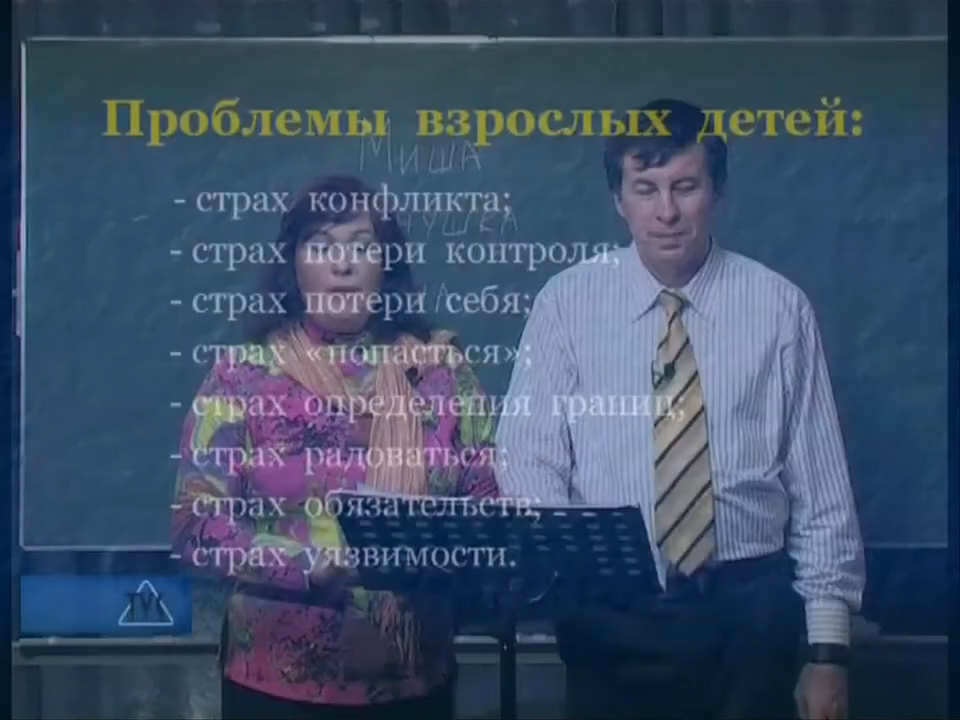 Проблемы взрослых детей:
Миша
- страх конфликта;
- страх потери контроля;
- страх потери себя;
- страх «попасться»;
- страх определения границ;
- страх радоваться;
- страх обязательств;
- страх уязвимости.